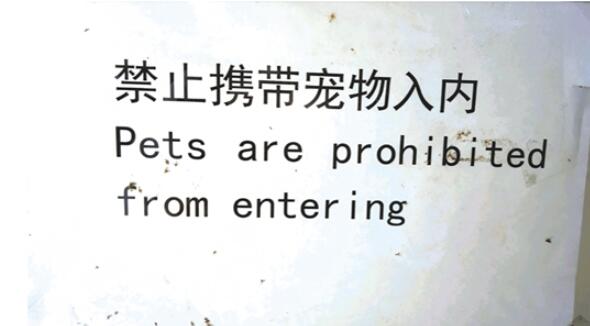 禁止携带宠物入内
Pets are prohibited
from entering